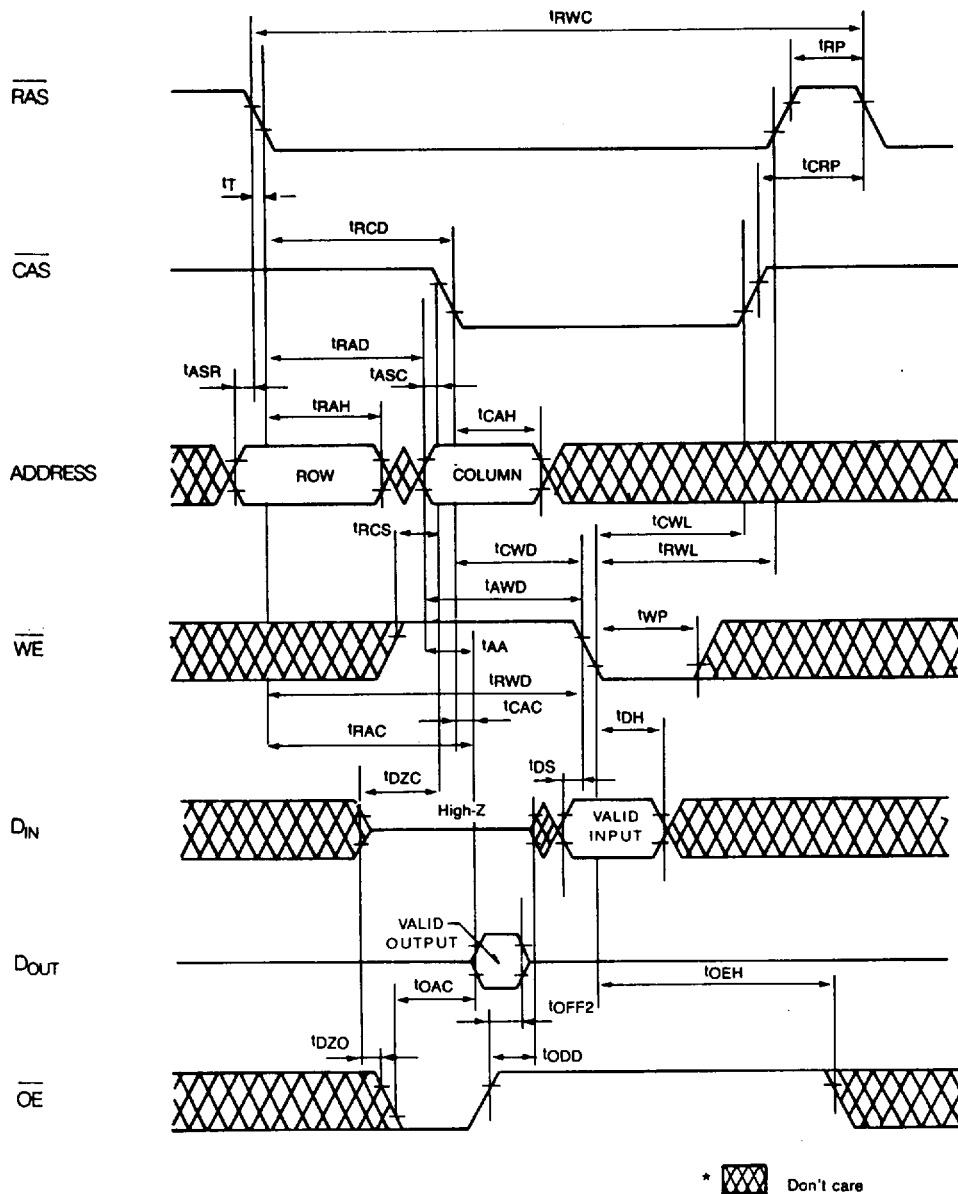 tRWC
tRP
RAS
tCRP
tT
tRCD
CAS
tRAD
tASR
tASC
tRAH
tCAH
ADDRESS
ROW
COLUMN
tRCS
tCWL
tCWD
tRWL
tAWD
WE
tWP
tAA
tRWD
tCAC
tRAC
tDH
tDS
tDZC
High-Z
DIN
VALID
INPUT
VALID
OUTPUT
DOUT
tOAC
tOEH
tOFF2
tDZO
tODD
OE
* Don't care